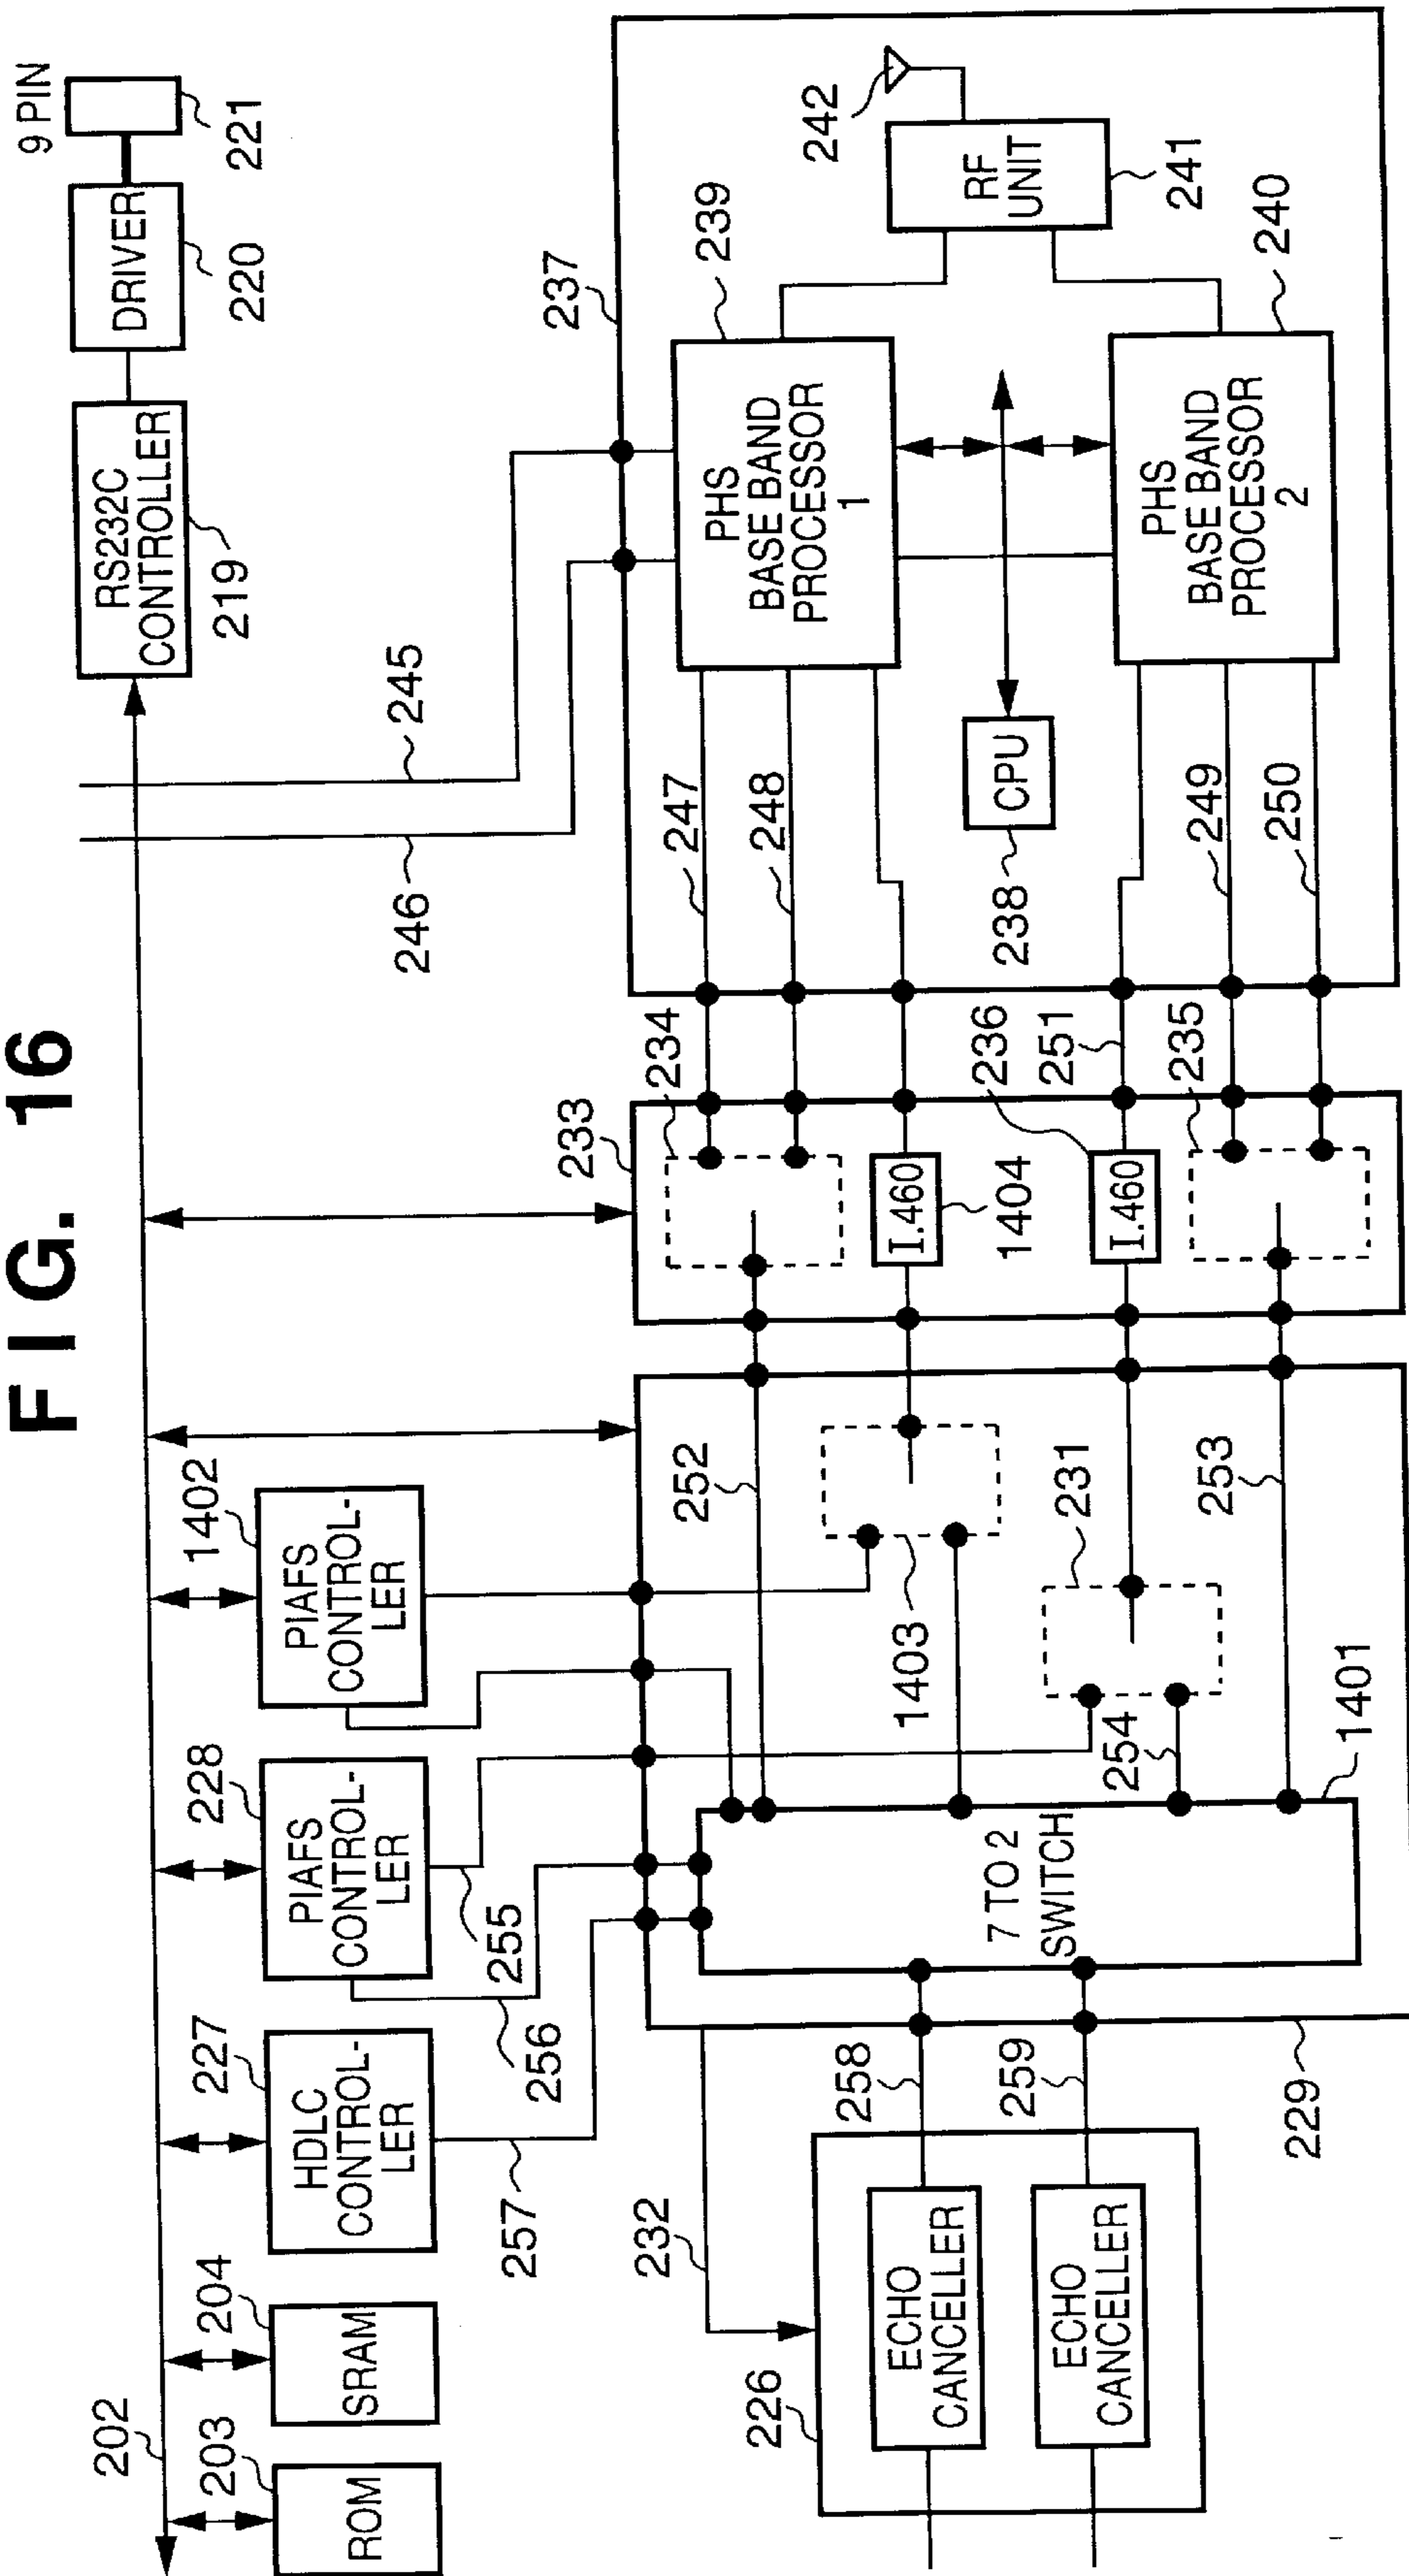 FIG. 16
202
203
ROM
204
SRAM
227
HDLC
CONTROL-
LER
257
228
PIAFS
CONTROL-
LER
255
256
1402
PIAFS
CONTROL-
LER
RS232C
CONTROLLER
219
DRIVER
220
9 PIN
221
246
245
226
ECHO
CANCELLER
ECHO
CANCELLER
232
258
259
229
7 TO 2
SWITCH
1401
252
1403
254
231
253
233
234
I.460
1404
236
I.460
251
235
237
247
248
249
250
CPU
238
PHS
BASE BAND
PROCESSOR
1
239
PHS
BASE BAND
PROCESSOR
2
240
RF
UNIT
241
242